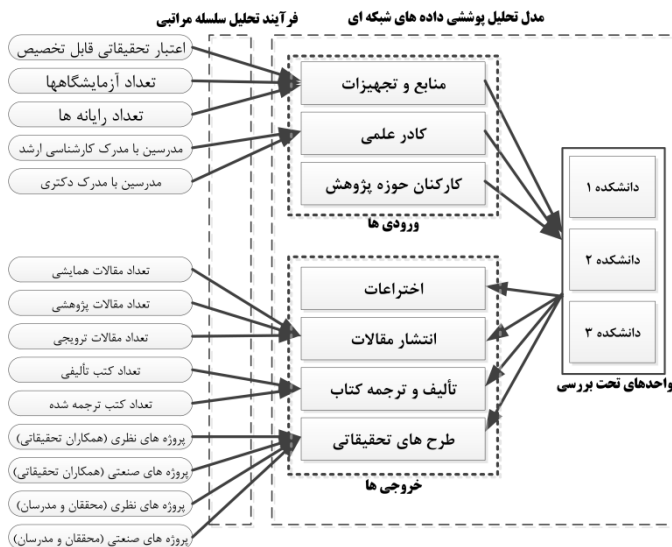 مدل تحلیل پوششی داده های شبکه ای
فرآیند تحلیل سلسله مراتبی
اعتبار تحقیقاتی قابل تخصیص
تعداد آزمایشگاهها
تعداد رایانه ها
مدرسین با مدرک کارشناسی ارشد
مدرسین با مدرک دکتری
منابع و تجهیزات
کادر علمی
کارکنان حوزه پژوهش
ورودی ها
دانشکده ۱
دانشکده ۲
دانشکده ۳
واحدهای تحت بررسی
تعداد مقالات همایشی
تعداد مقالات پژوهشی
تعداد مقالات ترویجی
تعداد کتب تألیفی
تعداد کتب ترجمه شده
پروژه های نظری (همکاران تحقیقاتی)
پروژه های صنعتی (همکاران تحقیقاتی)
پروژه های نظری (محققان و مدرسان)
پروژه های صنعتی (محققان و مدرسان)
اختراعات
انتشار مقالات
تألیف و ترجمه کتاب
طرح های تحقیقاتی
خروجی ها